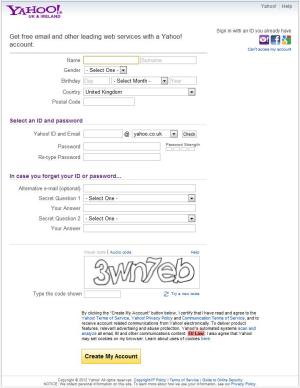 YAHOO!
UK & IRELAND
Yahoo! Help
Get free email and other leading web services with a Yahoo!
account.
Sign in with an ID you already have
Can't access my account
Name Surname
Gender - Select One -
Birthday Day - Select Month - Year
Country United Kingdom
Postal Code
Select an ID and password
Yahoo! ID and Email @ yahoo.co.uk Check
Password Password Strength
Re-type Password
In case you forget your ID or password...
Alternative e-mail (optional)
Secret Question 1 - Select One -
Your Answer
Secret Question 2 - Select One -
Your Answer
Visual code | Audio code Help
3wn7eb
Type the code shown Try a new code
By clicking the "Create My Account" button below, I certify that I have read and agree to the
Yahoo! Terms of Service, Yahoo! Privacy Policy and Communication Terms of Service, and to
receive account related communications from Yahoo! electronically. To deliver product
features, relevant advertising and abuse protection, Yahoo!'s automated systems scan and
analyze all email, IM and other communications content. EU Law: I also agree that Yahoo!
may set cookies on my browser. Learn about uses of cookies here
Create My Account
Copyright © 2012 Yahoo! All rights reserved. Copyright/IP Policy | Terms of Service | Guide to Online Security
NOTICE: We collect personal information on this site. To learn more about how we use your information, see our Privacy Policy.